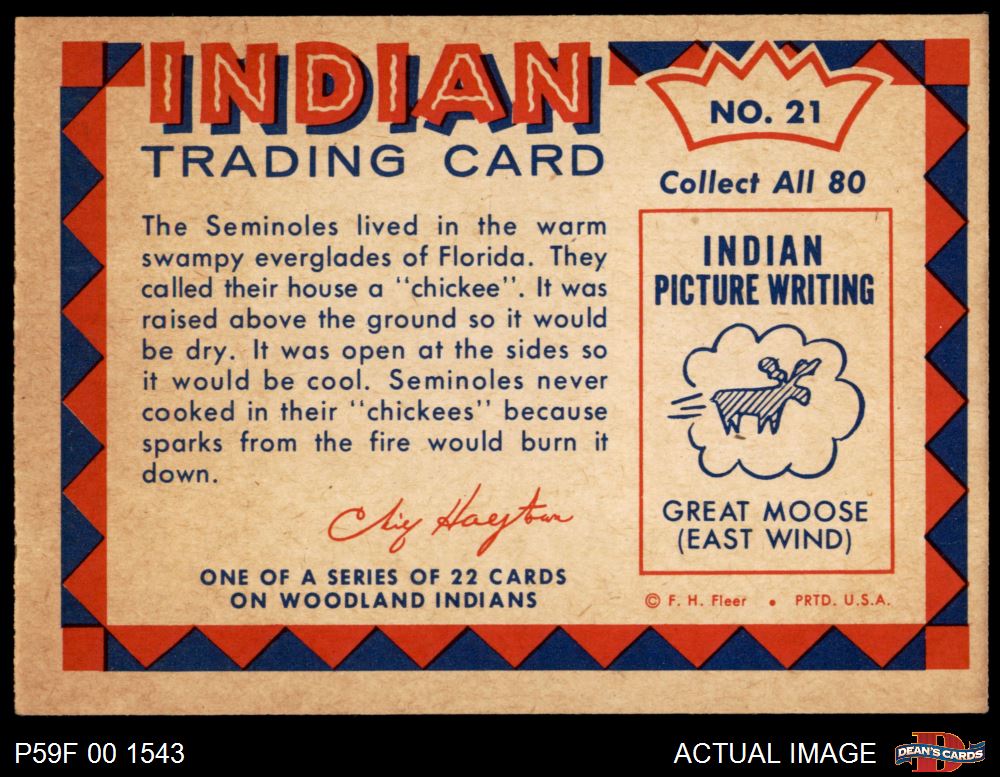 INDIAN
TRADING CARD
The Seminoles lived in the warm
swampy everglades of Florida. They
called their house a "chickee". It was
raised above the ground so it would
be dry. It was open at the sides so
it would be cool. Seminoles never
cooked in their "chickees" because
sparks from the fire would burn it
down.
ONE OF A SERIES OF 22 CARDS
ON WOODLAND INDIANS
NO. 21
Collect All 80
INDIAN
PICTURE WRITING
GREAT MOOSE
(EAST WIND)
© F. H. Fleer • PRTD. U.S.A.
P59F 00 1543
ACTUAL IMAGE
DEAN'S CARDS